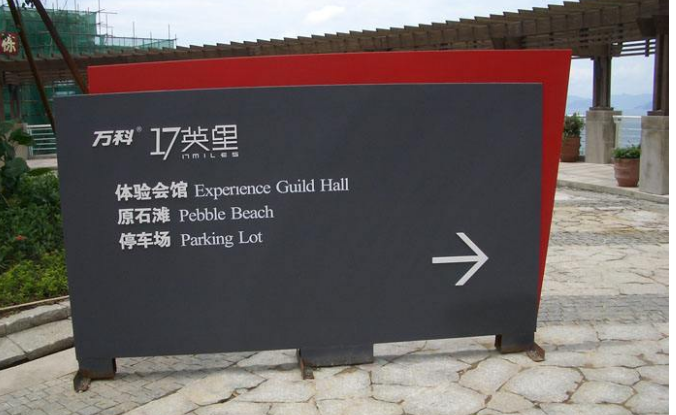 万科® 17英里
17MILES
体验会馆 Experience Guild Hall
原石滩 Pebble Beach
停车场 Parking Lot